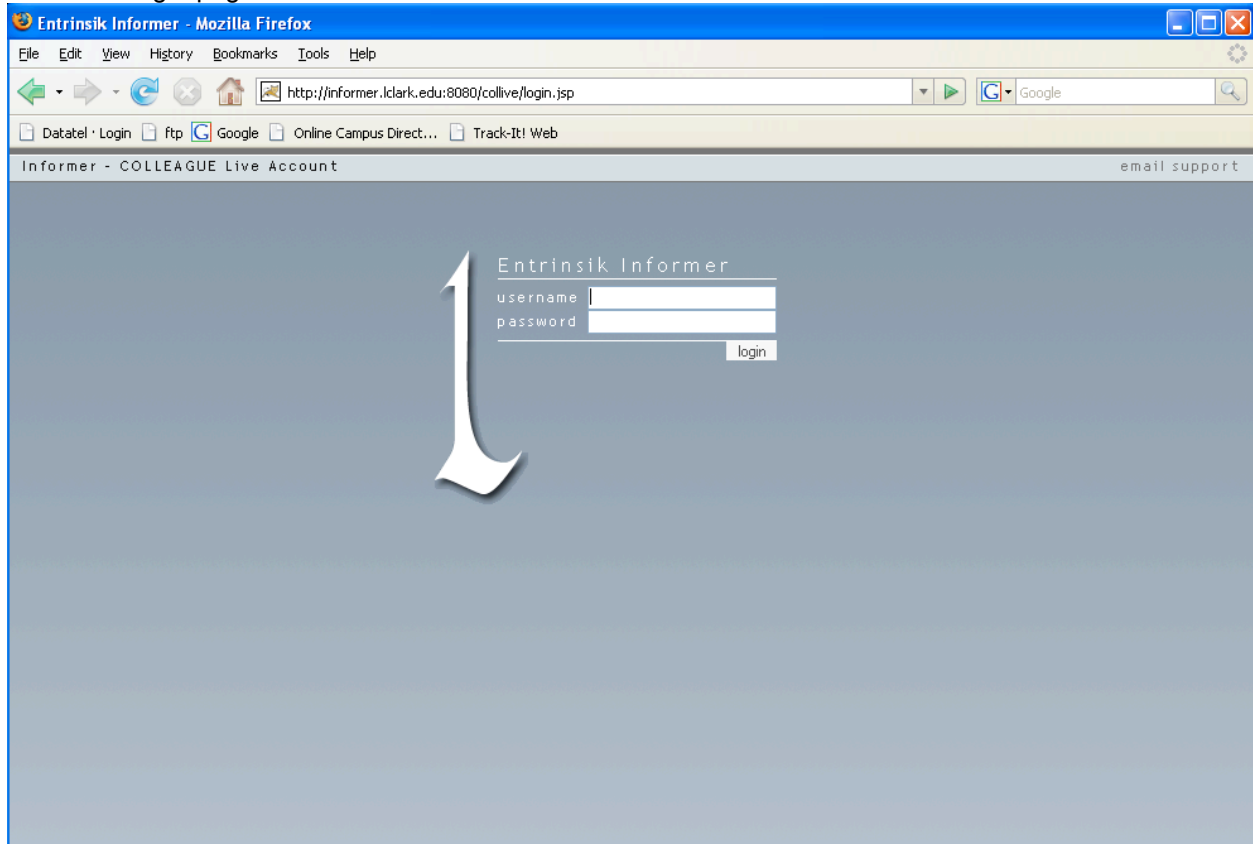 Entrinsik Informer - Mozilla Firefox
File Edit View History Bookmarks Tools Help
http://informer.lclark.edu:8080/collive/login.jsp G Google
Datatel · Login ftp G Google Online Campus Direct... Track-It! Web
Informer - COLLEAGUE Live Account email support
Entrinsik Informer
username
password
login